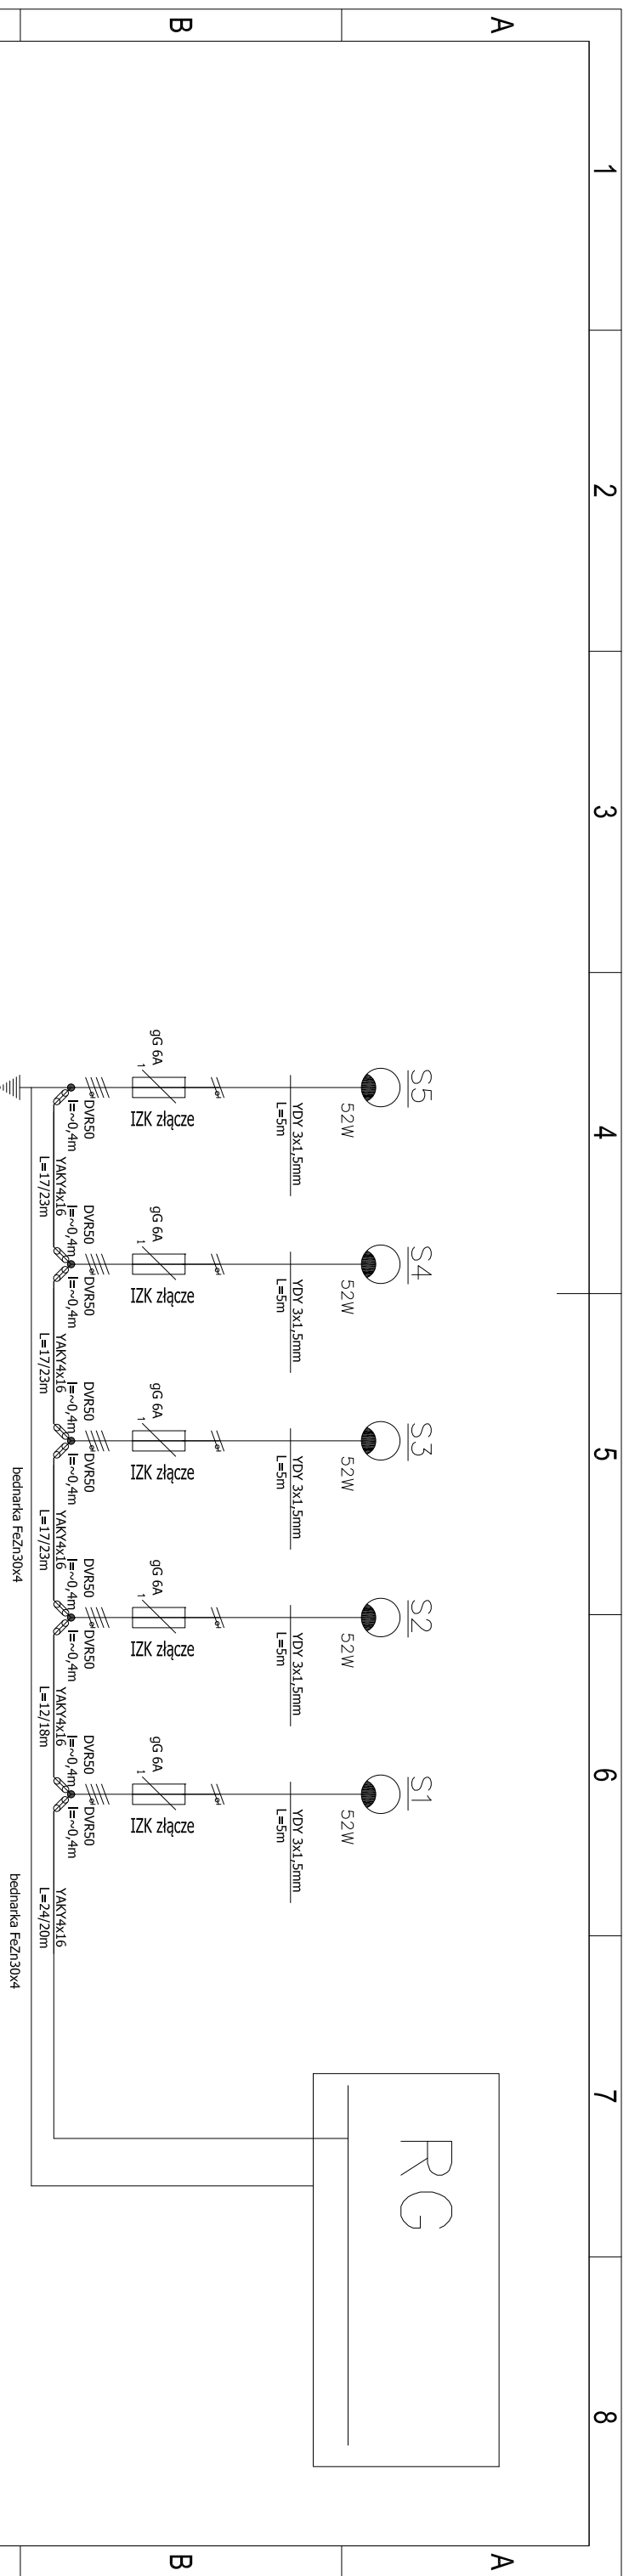 1
2
3
4
5
6
7
8
A
B
A
B
S5
S4
S3
S2
S1
RG
52W
52W
52W
52W
52W
YDY 3x1,5mm
L=5m
YDY 3x1,5mm
L=5m
YDY 3x1,5mm
L=5m
YDY 3x1,5mm
L=5m
YDY 3x1,5mm
L=5m
gG 6A
1
IZK złącze
gG 6A
1
IZK złącze
gG 6A
1
IZK złącze
gG 6A
1
IZK złącze
gG 6A
1
IZK złącze
DVR50
l=~0,4m
YAKY4x16
L=17/23m
DVR50
l=~0,4m
DVR50
l=~0,4m
YAKY4x16
L=17/23m
DVR50
l=~0,4m
DVR50
l=~0,4m
YAKY4x16
L=17/23m
DVR50
l=~0,4m
DVR50
l=~0,4m
YAKY4x16
L=12/18m
DVR50
l=~0,4m
DVR50
l=~0,4m
YAKY4x16
L=24/20m
bednarka FeZn30x4
bednarka FeZn30x4